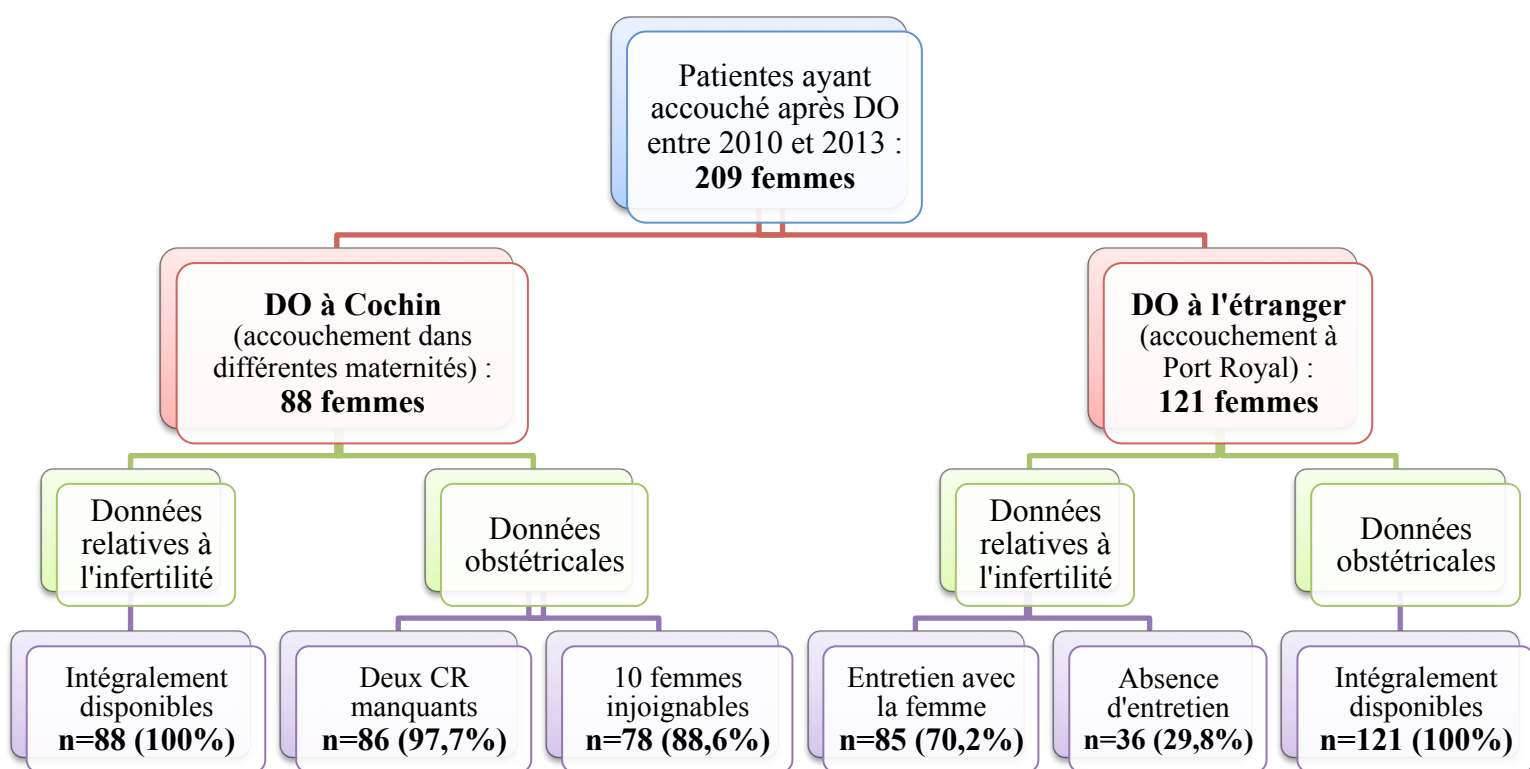 Patientes ayant
accouché après DO
entre 2010 et 2013 :
209 femmes
DO à Cochin
(accouchement dans
différentes maternités) :
88 femmes
DO à l'étranger
(accouchement à
Port Royal) :
121 femmes
Données
relatives à
l'infertilité
Données
obstétricales
Données
relatives à
l'infertilité
Données
obstétricales
Intégralement
disponibles
n=88 (100%)
Deux CR
manquants
n=86 (97,7%)
10 femmes
injoignables
n=78 (88,6%)
Entretien avec
la femme
n=85 (70,2%)
Absence
d'entretien
n=36 (29,8%)
Intégralement
disponibles
n=121 (100%)